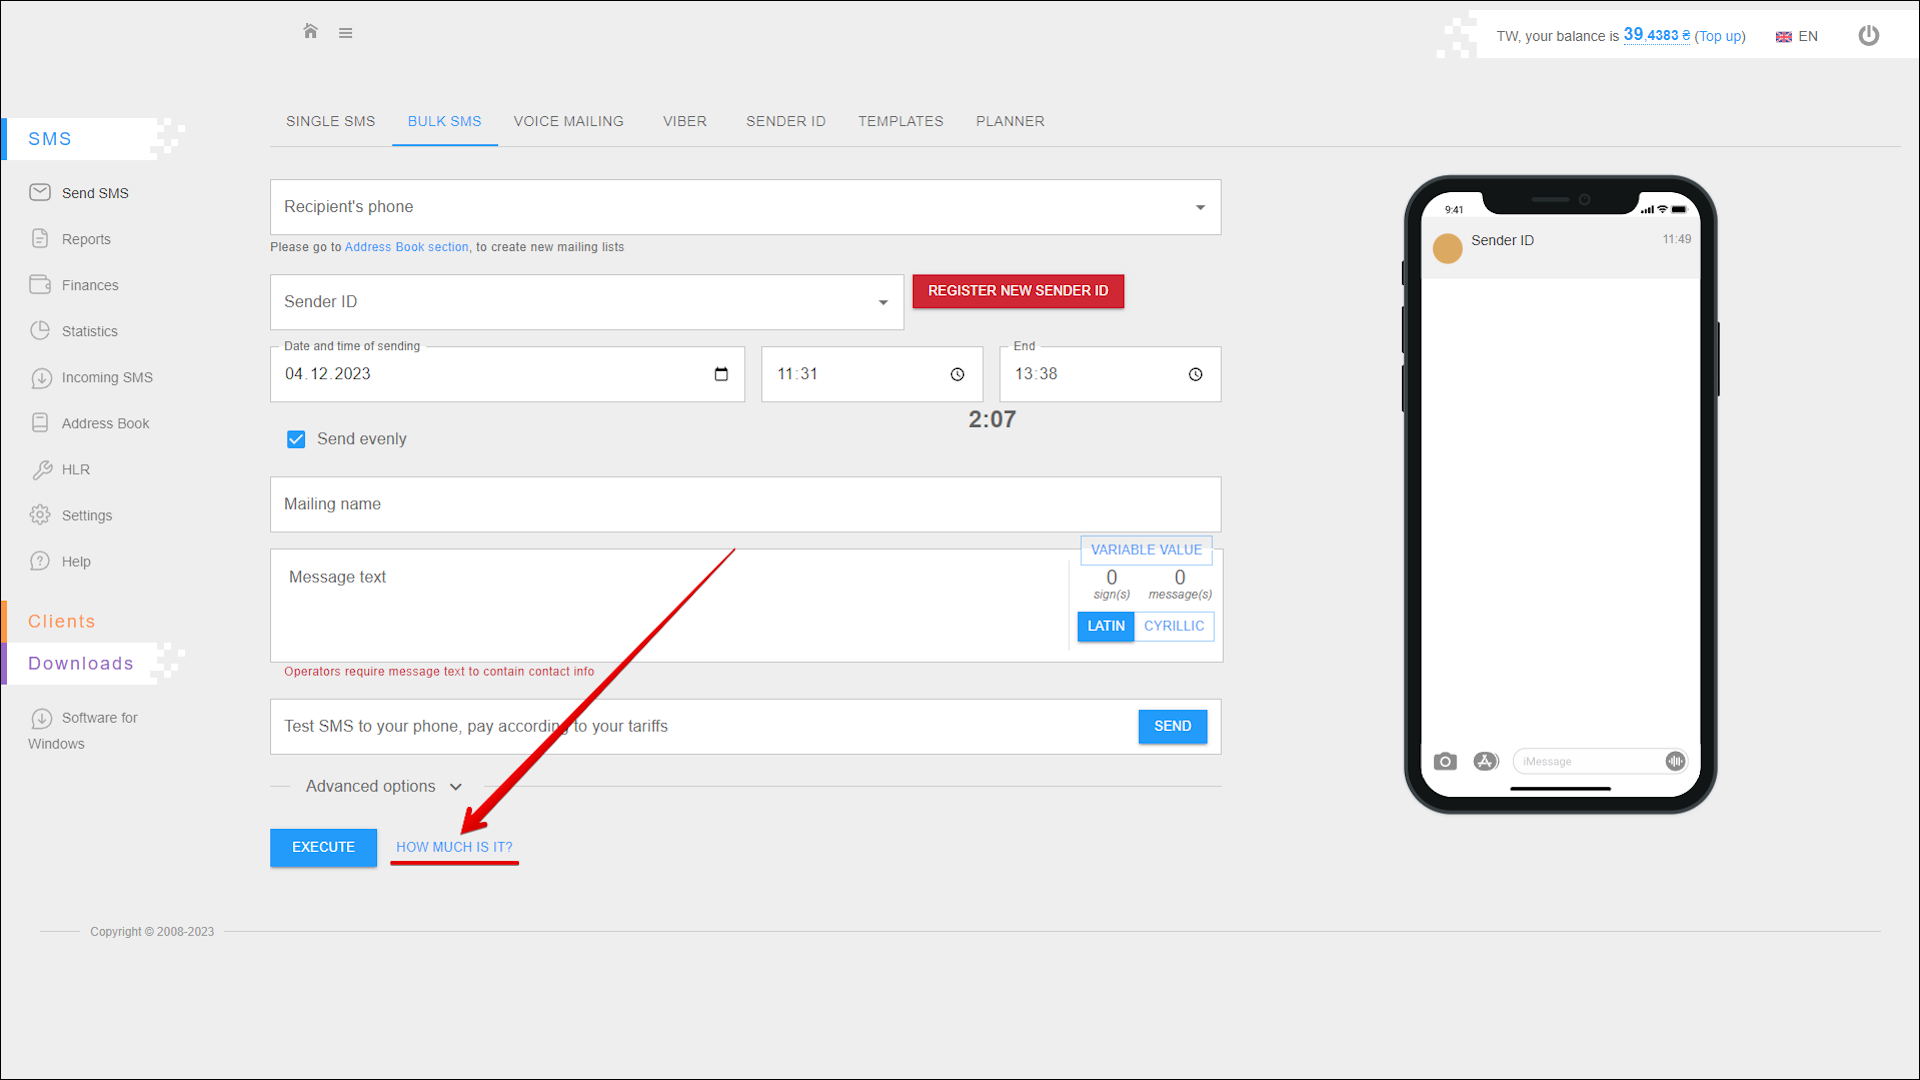 TW, your balance is 39,4383 ₴ (Top up)
EN
SMS
Send SMS
Reports
Finances
Statistics
Incoming SMS
Address Book
HLR
Settings
Help
Clients
Downloads
Software for
Windows
SINGLE SMS BULK SMS VOICE MAILING VIBER SENDER ID TEMPLATES PLANNER
Recipient's phone
Please go to Address Book section, to create new mailing lists
Sender ID
REGISTER NEW SENDER ID
Date and time of sending
End
04.12.2023
11:31
13:38
2:07
Send evenly
Mailing name
VARIABLE VALUE
Message text
0 0
sign(s) message(s)
LATIN CYRILLIC
Operators require message text to contain contact info
Test SMS to your phone, pay according to your tariffs
SEND
Advanced options
EXECUTE
HOW MUCH IS IT?
9:41
Sender ID
11:49
iMessage
Copyright © 2008-2023